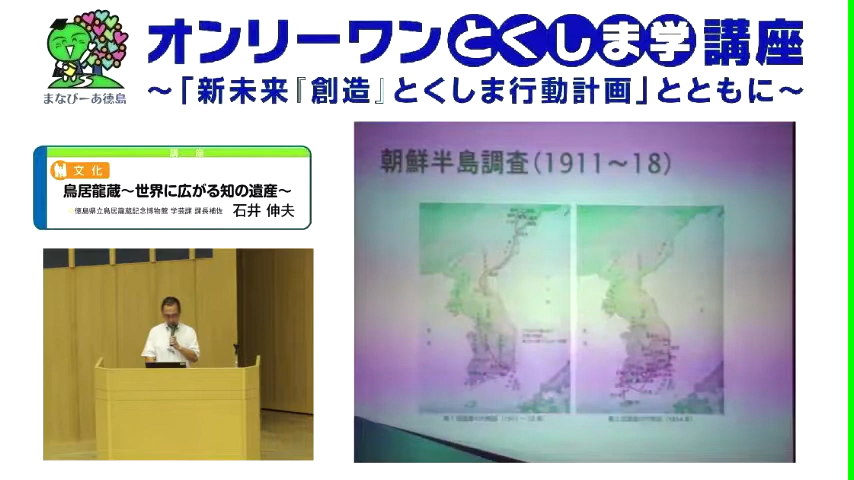 オンリーワンとくしま学講座
～「新未来『創造』とくしま行動計画」とともに～
まなびーあ徳島
講座
文化
鳥居龍蔵～世界に広がる知の遺産～
徳島県立鳥居龍蔵記念博物館 学芸課 課長補佐 石井 伸夫
朝鮮半島調査(1911～18)